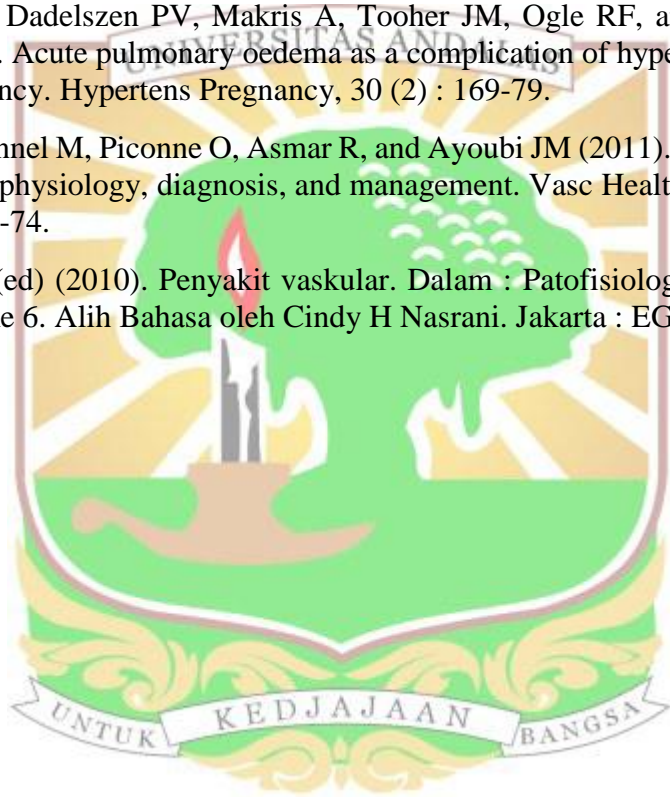 Dadelszen PV, Makris A, Tooher JM, Ogle RF, a
. Acute pulmonary oedema as a complication of hype
UNIVERSITAS ANDALAS
ncy. Hypertens Pregnancy, 30 (2) : 169-79.
nnel M, Piconne O, Asmar R, and Ayoubi JM (2011).
physiology, diagnosis, and management. Vasc Healt
-74.
(ed) (2010). Penyakit vaskular. Dalam : Patofisiolog
e 6. Alih Bahasa oleh Cindy H Nasrani. Jakarta : EG
UNTUK KEDJAJAAN BANGSA